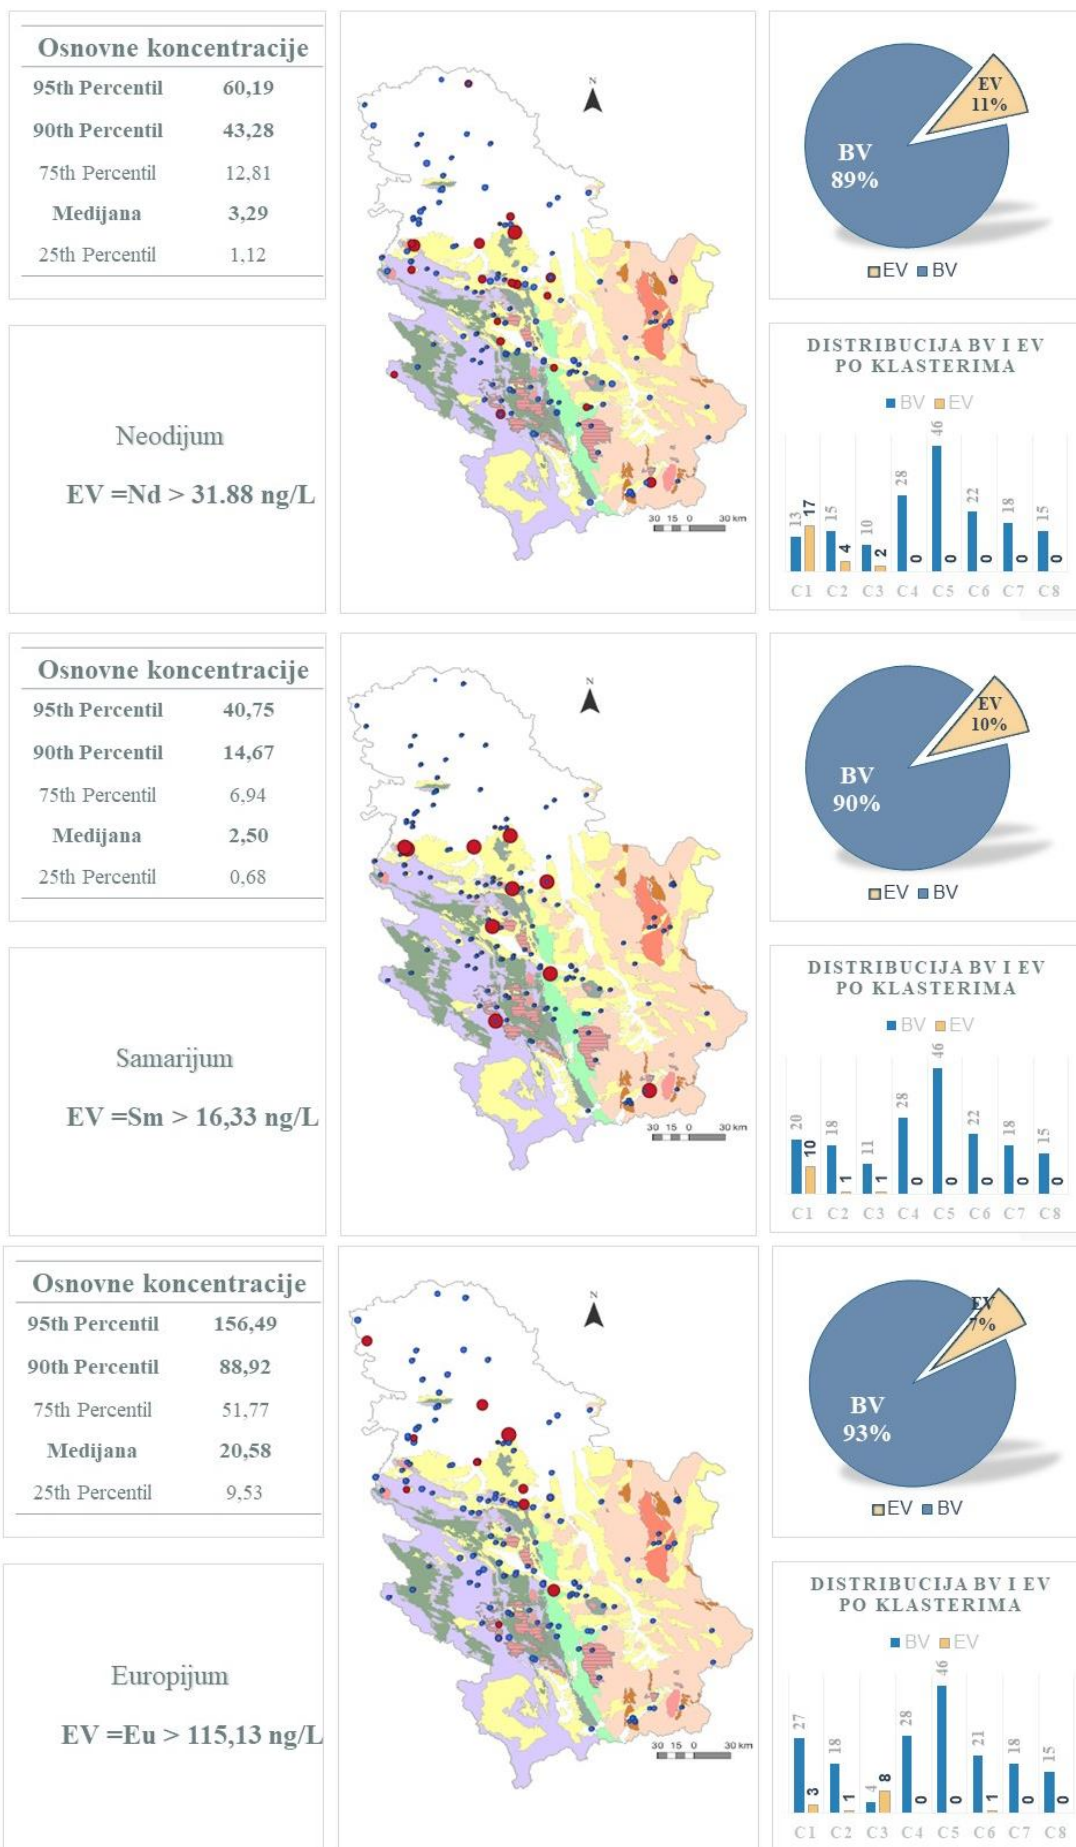 Osnovne koncentracije
95th Percentil 60,19
90th Percentil 43,28
75th Percentil 12,81
Medijana 3,29
25th Percentil 1,12
Neodijum
EV =Nd > 31.88 ng/L
N
30 15 0 30 km
EV
11%
BV
89%
EV BV
DISTRIBUCIJA BV I EV
PO KLASTERIMA
BV EV
13 17 15 4 10 2 28 0 46 0 22 0 18 0 15 0
C1 C2 C3 C4 C5 C6 C7 C8
Osnovne koncentracije
95th Percentil 40,75
90th Percentil 14,67
75th Percentil 6,94
Medijana 2,50
25th Percentil 0,68
Samarijum
EV =Sm > 16,33 ng/L
N
30 15 0 30 km
EV
10%
BV
90%
EV BV
DISTRIBUCIJA BV I EV
PO KLASTERIMA
BV EV
20 10 18 1 11 1 28 0 46 0 22 0 18 0 15 0
C1 C2 C3 C4 C5 C6 C7 C8
Osnovne koncentracije
95th Percentil 156,49
90th Percentil 88,92
75th Percentil 51,77
Medijana 20,58
25th Percentil 9,53
Europijum
EV =Eu > 115,13 ng/L
N
30 15 0 30 km
EV
7%
BV
93%
EV BV
DISTRIBUCIJA BV I EV
PO KLASTERIMA
BV EV
27 3 18 1 4 8 28 0 46 0 21 1 18 0 15 0
C1 C2 C3 C4 C5 C6 C7 C8